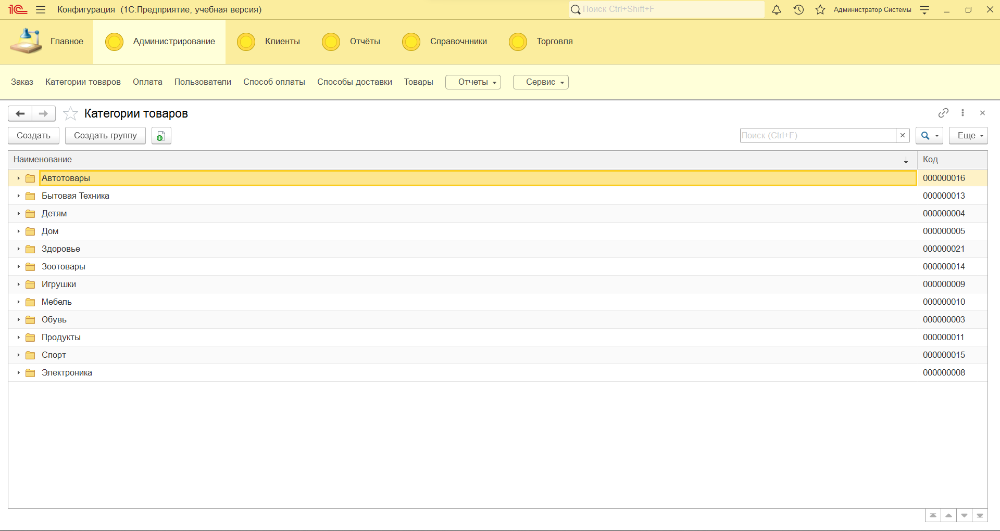 1С Конфигурация (1С:Предприятие, учебная версия) Поиск Ctrl+Shift+F Администратор Системы
Главное Администрирование Клиенты Отчёты Справочнники Торговля
Заказ Категории товаров Оплата Пользователи Способ оплаты Способы доставки Товары Отчеты Сервис
Категории товаров
Создать Создать группу Поиск (Ctrl+F) Еще
Наименование Код
Автотовары 000000016
Бытовая Техника 000000013
Детям 000000004
Дом 000000005
Здоровье 000000021
Зоотовары 000000014
Игрушки 000000009
Мебель 000000010
Обувь 000000003
Продукты 000000011
Спорт 000000015
Электроника 000000008